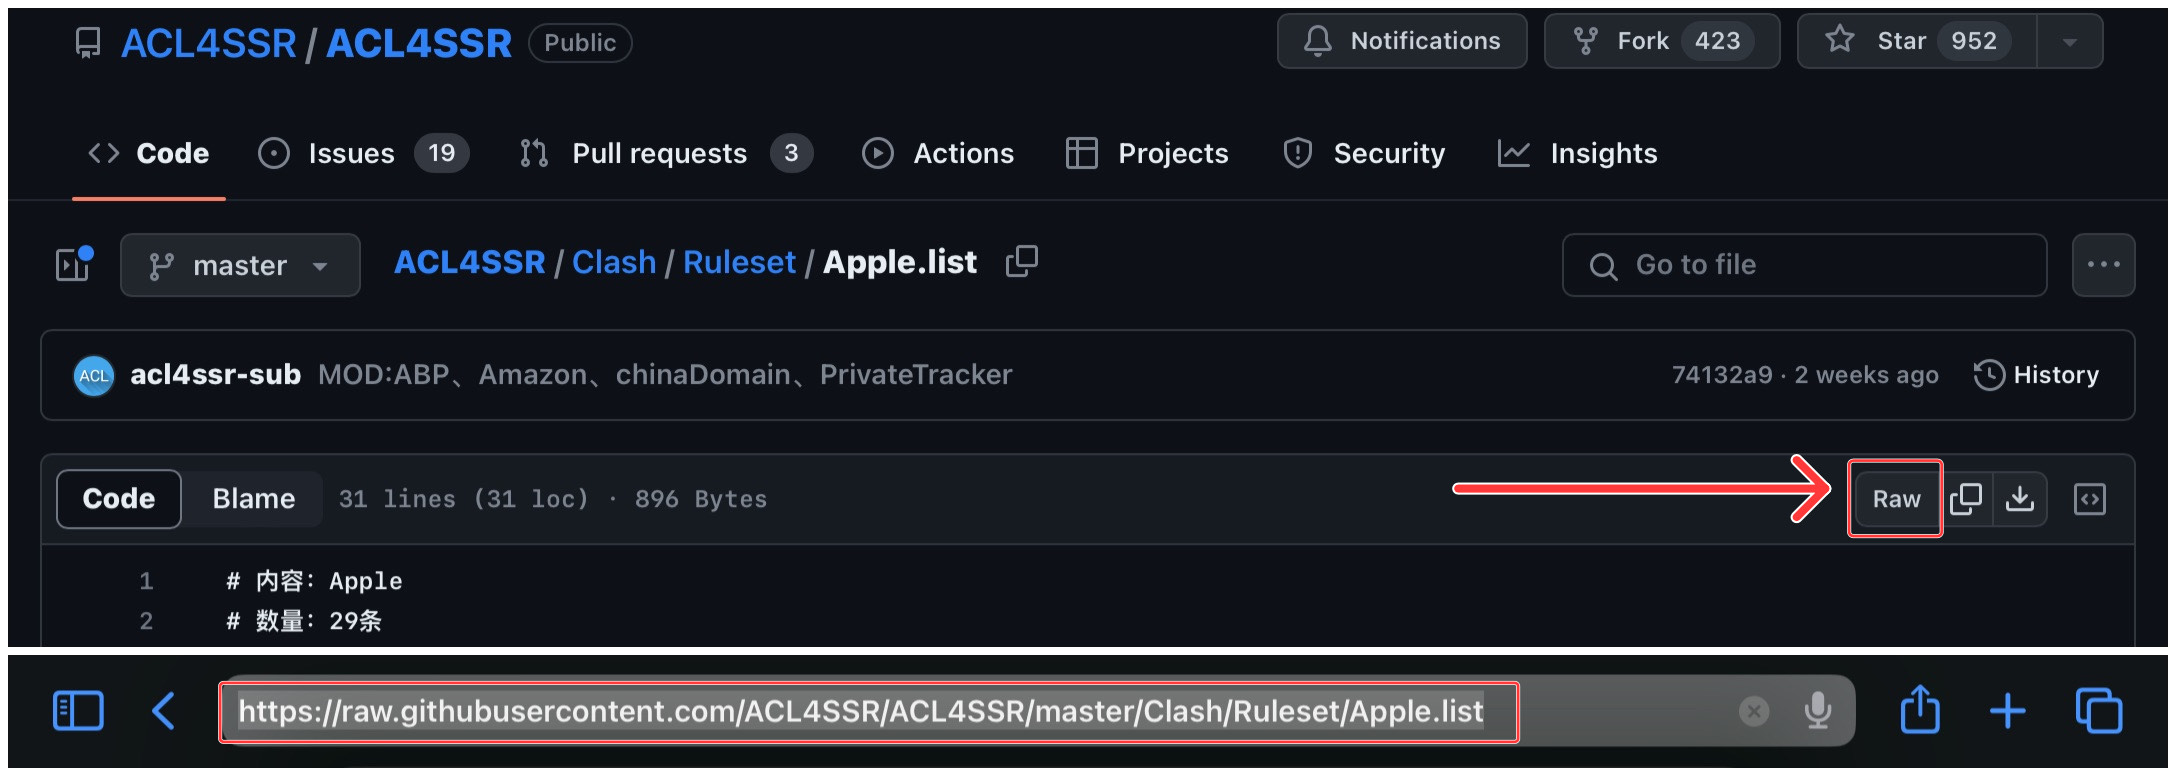 ACL4SSR / ACL4SSR Public Notifications Fork 423 Star 952
Code Issues 19 Pull requests 3 Actions Projects Security Insights
master ACL4SSR / Clash / Ruleset / Apple.list Go to file
ACL acl4ssr-sub MOD:ABP、Amazon、chinaDomain、PrivateTracker 74132a9 · 2 weeks ago History
Code Blame 31 lines (31 loc) · 896 Bytes Raw
1 # 内容：Apple
2 # 数量：29条
https://raw.githubusercontent.com/ACL4SSR/ACL4SSR/master/Clash/Ruleset/Apple.list